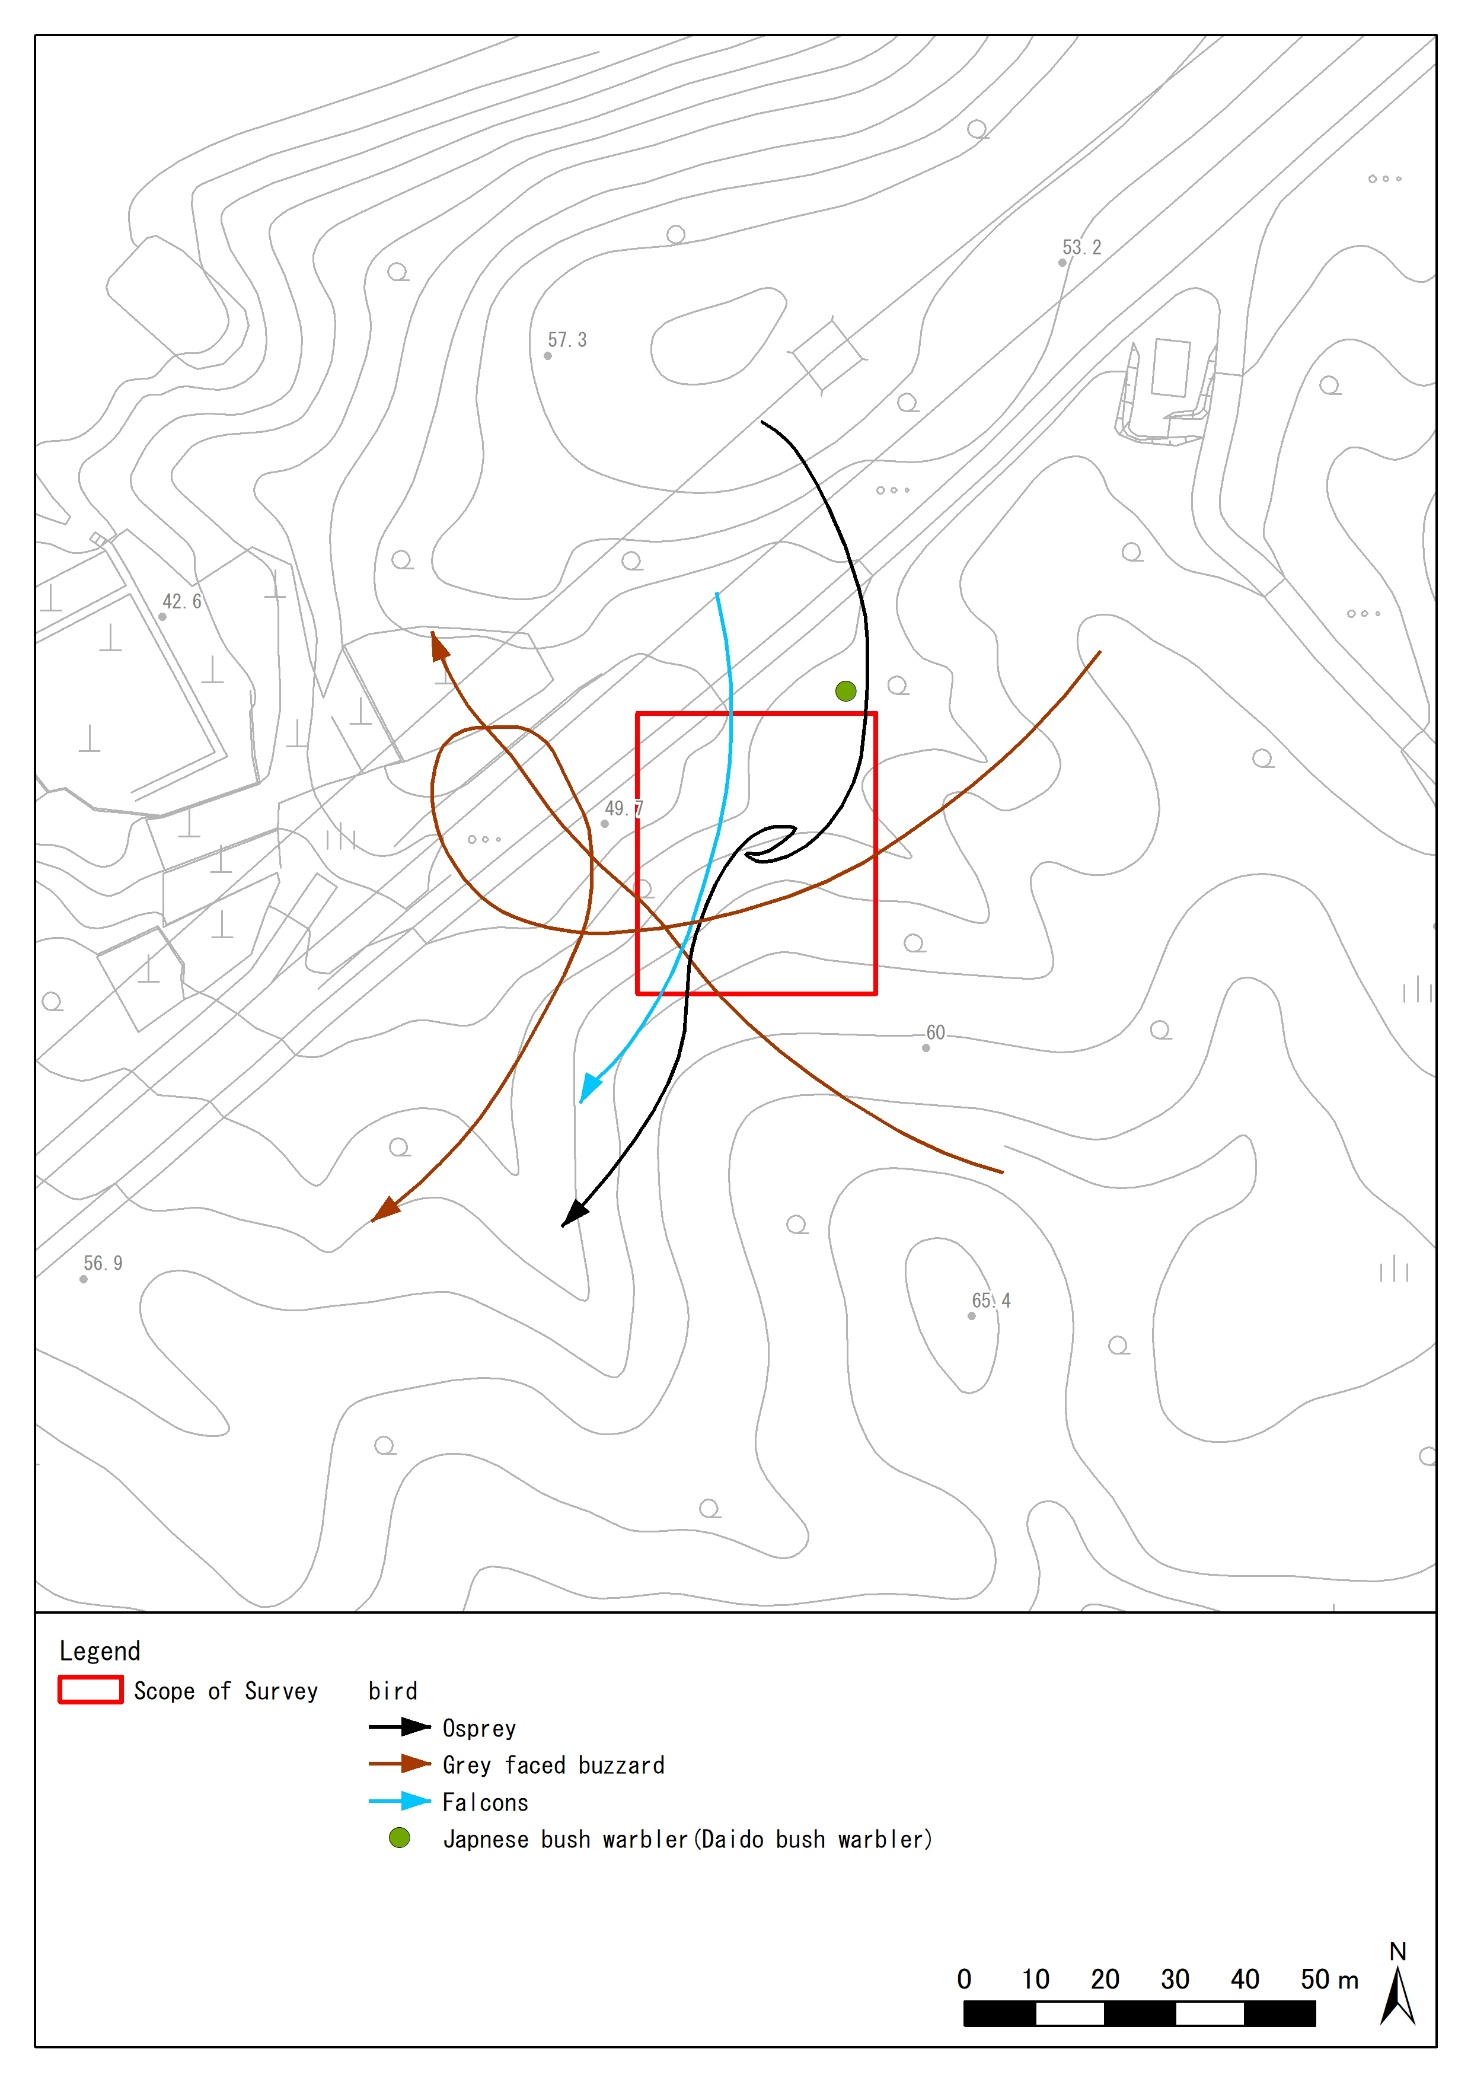 53.2
57.3
42.6
49.7
60
56.9
65.4
Legend
Scope of Survey
bird
Osprey
Grey faced buzzard
Falcons
Japnese bush warbler(Daido bush warbler)
N
0 10 20 30 40 50 m